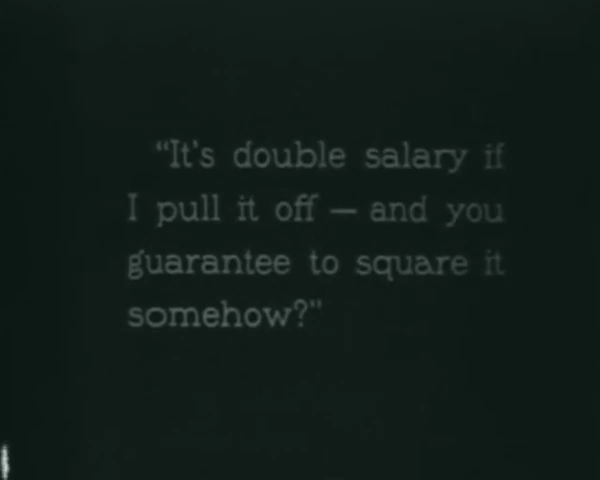 “It's double salary if
I pull it off — and you
guarantee to square it
somehow?"